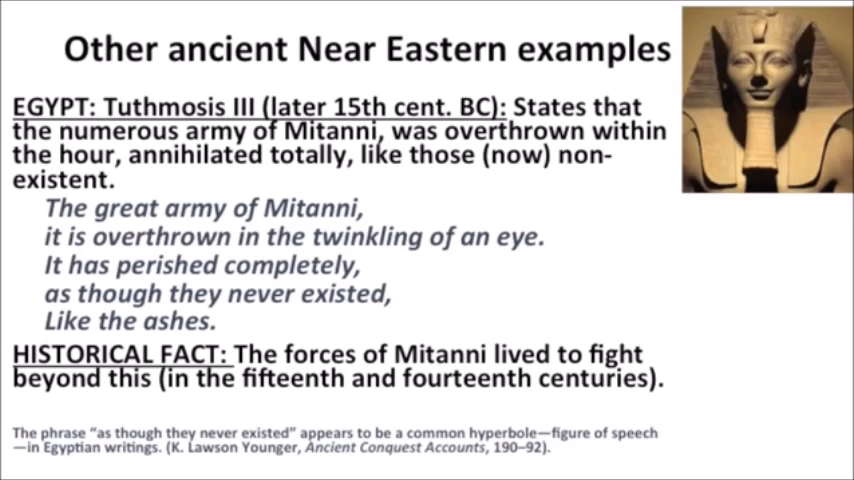 Other ancient Near Eastern examples
EGYPT: Tuthmosis III (later 15th cent. BC): States that
the numerous army of Mitanni, was overthrown within
the hour, annihilated totally, like those (now) non-
existent.
The great army of Mitanni,
it is overthrown in the twinkling of an eye.
It has perished completely,
as though they never existed,
Like the ashes.
HISTORICAL FACT: The forces of Mitanni lived to fight
beyond this (in the fifteenth and fourteenth centuries).
The phrase “as though they never existed” appears to be a common hyperbole—figure of speech
—in Egyptian writings. (K. Lawson Younger, Ancient Conquest Accounts, 190–92).